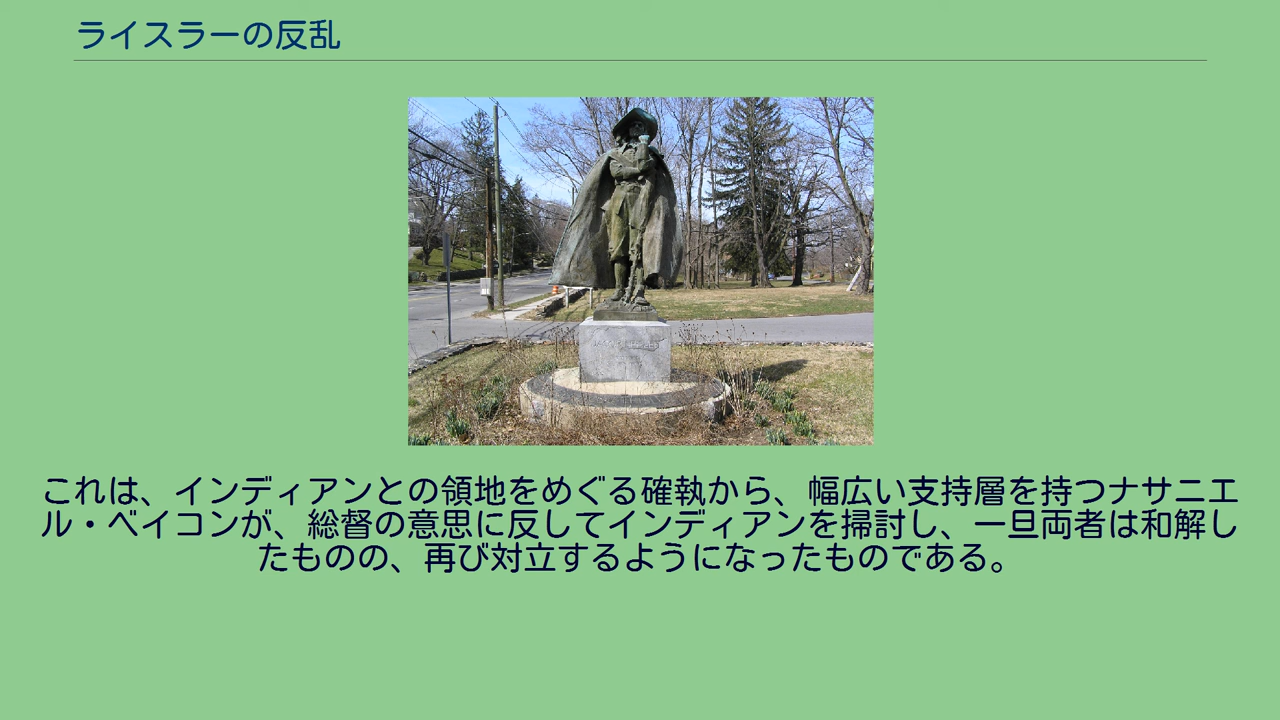 ライスラーの反乱
これは、インディアンとの領地をめぐる確執から、幅広い支持層を持つナサニエ
ル・ベイコンが、総督の意思に反してインディアンを掃討し、一旦両者は和解し
たものの、再び対立するようになったものである。